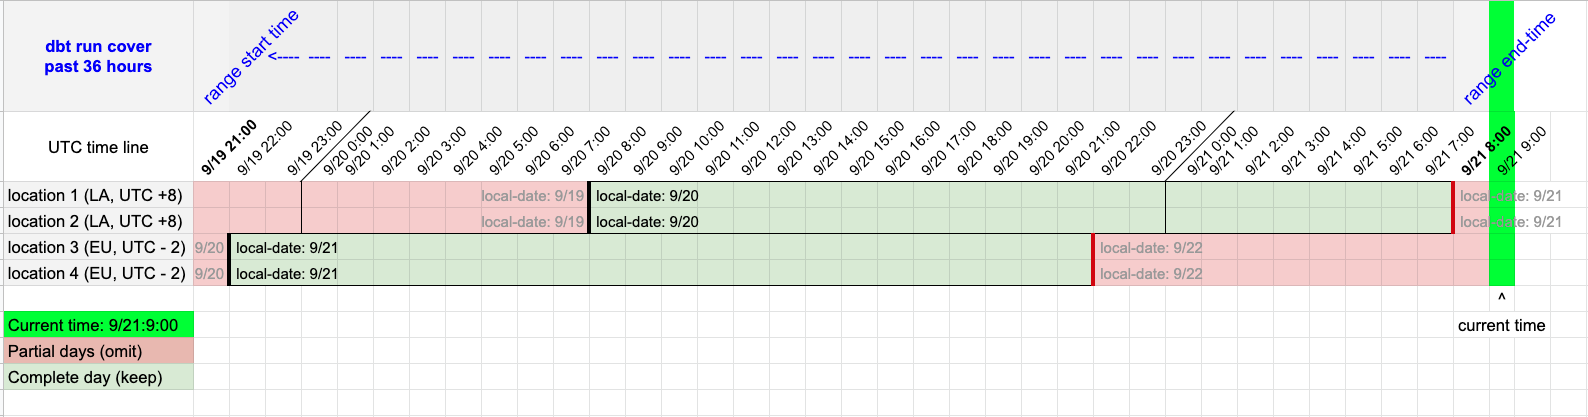 dbt run cover
past 36 hours
range start time
<---- ---- ---- ---- ---- ---- ---- ---- ---- ---- ---- ---- ---- ---- ---- ---- ---- ---- ---- ---- ---- ---- ---- ---- ---- ---- ---- ---- ---- ---- ---- ---- ----
range end-time
UTC time line
9/19 21:00
9/19 22:00
9/19 23:00
9/20 0:00
9/20 1:00
9/20 2:00
9/20 3:00
9/20 4:00
9/20 5:00
9/20 6:00
9/20 7:00
9/20 8:00
9/20 9:00
9/20 10:00
9/20 11:00
9/20 12:00
9/20 13:00
9/20 14:00
9/20 15:00
9/20 16:00
9/20 17:00
9/20 18:00
9/20 19:00
9/20 20:00
9/20 21:00
9/20 22:00
9/20 23:00
9/21 0:00
9/21 1:00
9/21 2:00
9/21 3:00
9/21 4:00
9/21 5:00
9/21 6:00
9/21 7:00
9/21 8:00
9/21 9:00
location 1 (LA, UTC +8) local-date: 9/19 local-date: 9/20 local-date: 9/21
location 2 (LA, UTC +8) local-date: 9/19 local-date: 9/20 local-date: 9/21
location 3 (EU, UTC - 2) 9/20 local-date: 9/21 local-date: 9/22
location 4 (EU, UTC - 2) 9/20 local-date: 9/21 local-date: 9/22
^
Current time: 9/21:9:00 current time
Partial days (omit)
Complete day (keep)